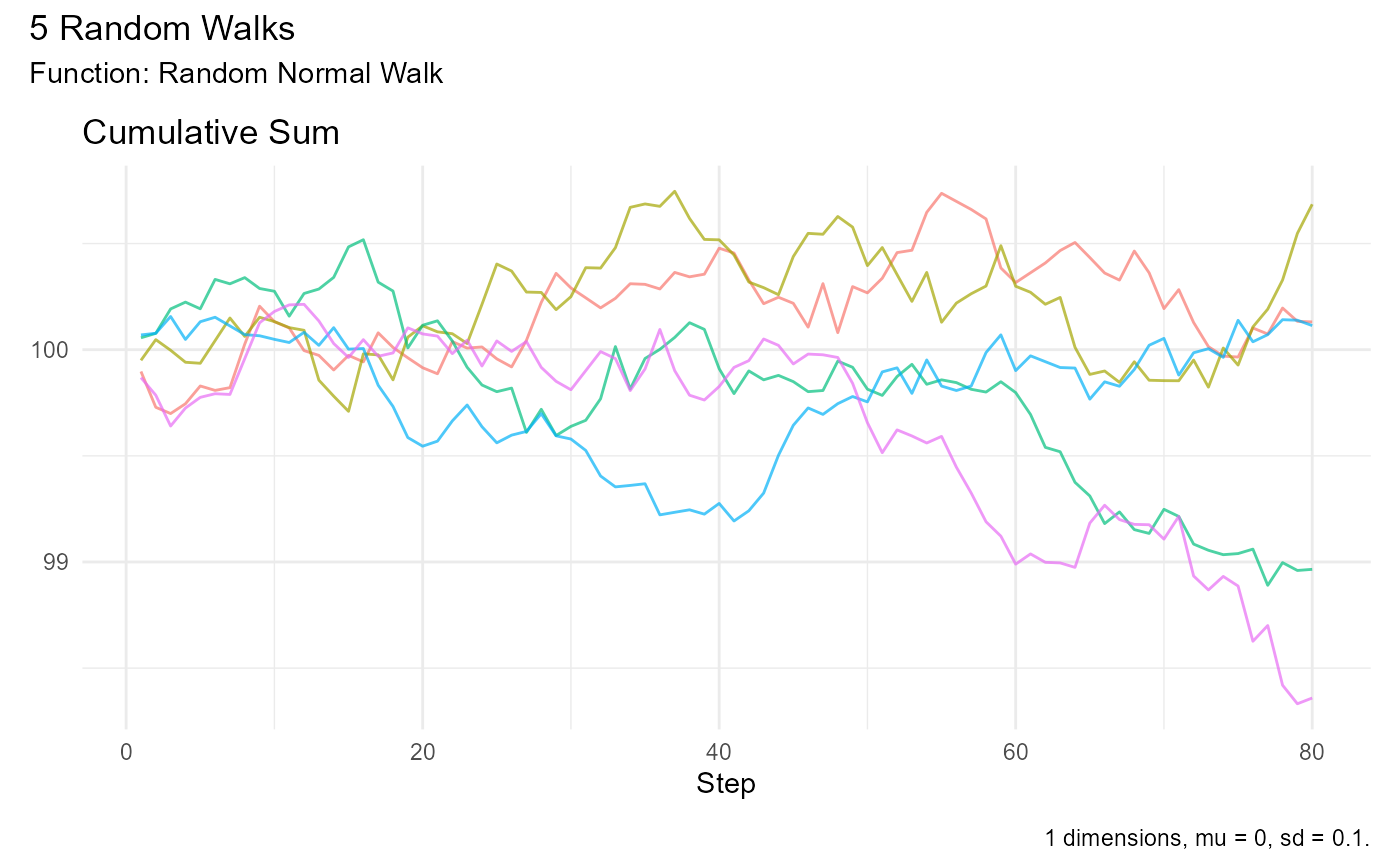 5 Random Walks
Function: Random Normal Walk
Cumulative Sum
100
99
0 20 40 60 80
Step
1 dimensions, mu = 0, sd = 0.1.